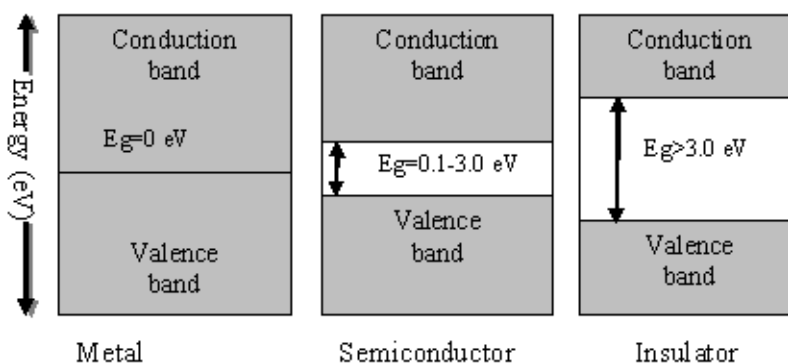 Energy (eV)
Conduction
band
Eg=0 eV
Valence
band
Metal
Conduction
band
Eg=0.1-3.0 eV
Valence
band
Semiconductor
Conduction
band
Eg>3.0 eV
Valence
band
Insulator